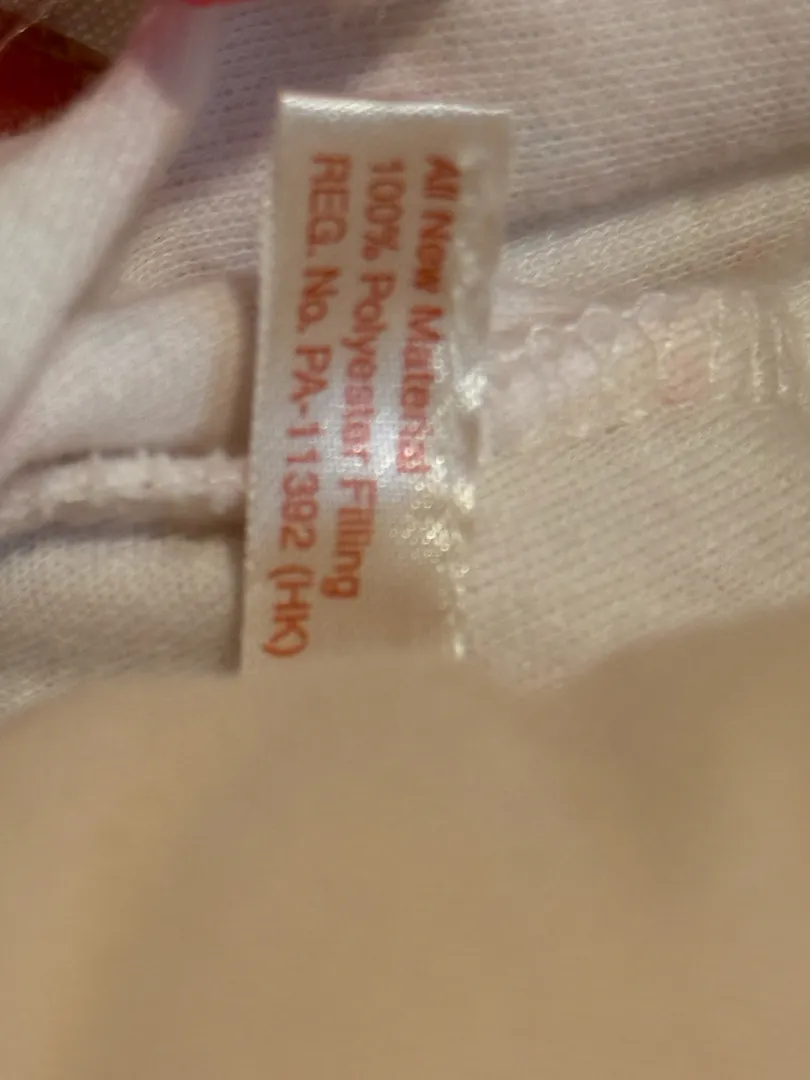 All New Material
100% Polyester Filling
REG. No. PA-11392 (HK)